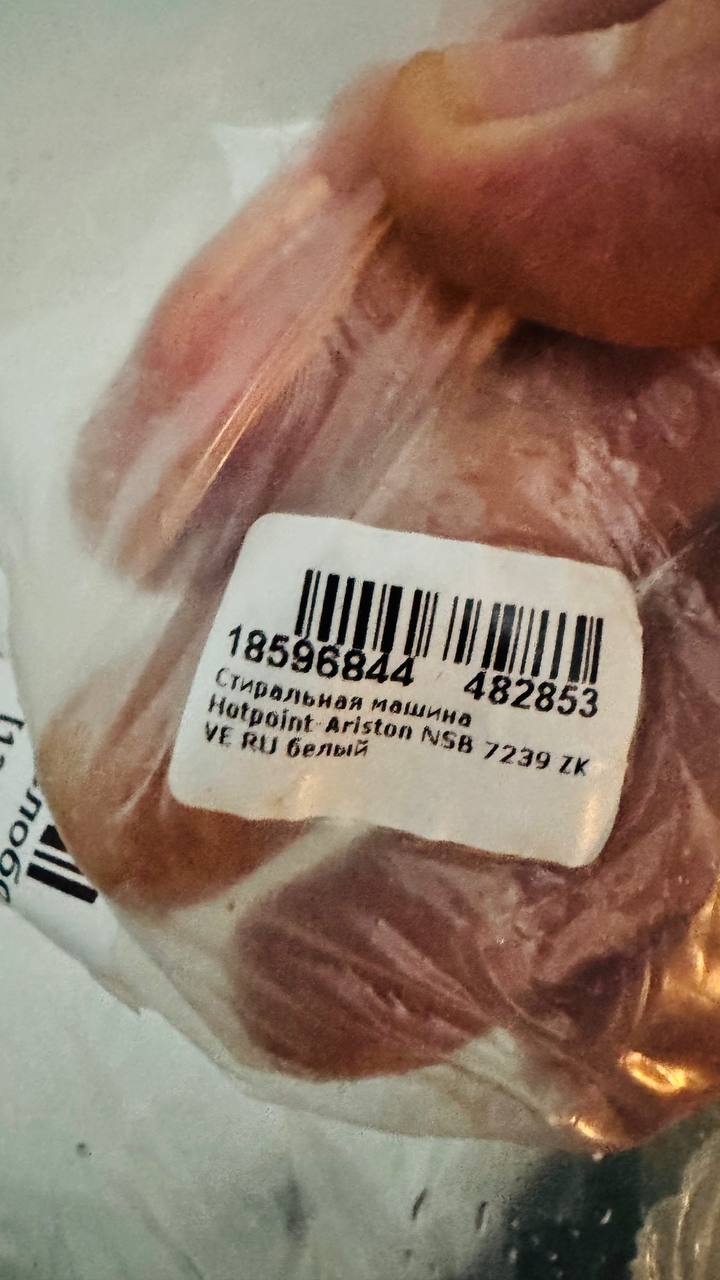 18596844 482853
Стиральная машина
Hotpoint-Ariston NSB 7239 ZK
VE RU белый